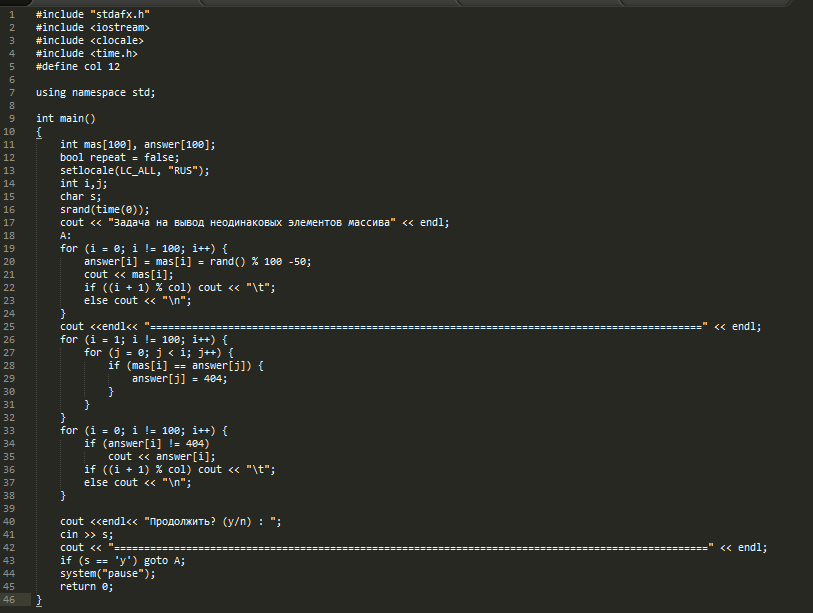 1 #include "stdafx.h"
2 #include <iostream>
3 #include <clocale>
4 #include <time.h>
5 #define col 12
6
7 using namespace std;
8
9 int main()
10 {
11     int mas[100], answer[100];
12     bool repeat = false;
13     setlocale(LC_ALL, "RUS");
14     int i,j;
15     char s;
16     srand(time(0));
17     cout << "Задача на вывод неодинаковых элементов массива" << endl;
18     A:
19     for (i = 0; i != 100; i++) {
20         answer[i] = mas[i] = rand() % 100 -50;
21         cout << mas[i];
22         if ((i + 1) % col) cout << "\t";
23         else cout << "\n";
24     }
25     cout <<endl<< "============================================================================================" << endl;
26     for (i = 1; i != 100; i++) {
27         for (j = 0; j < i; j++) {
28             if (mas[i] == answer[j]) {
29                 answer[j] = 404;
30             }
31         }
32     }
33     for (i = 0; i != 100; i++) {
34         if (answer[i] != 404)
35             cout << answer[i];
36         if ((i + 1) % col) cout << "\t";
37         else cout << "\n";
38     }
39
40     cout <<endl<< "Продолжить? (y/n) : ";
41     cin >> s;
42     cout << "===================================================================================================" << endl;
43     if (s == 'y') goto A;
44     system("pause");
45     return 0;
46 }